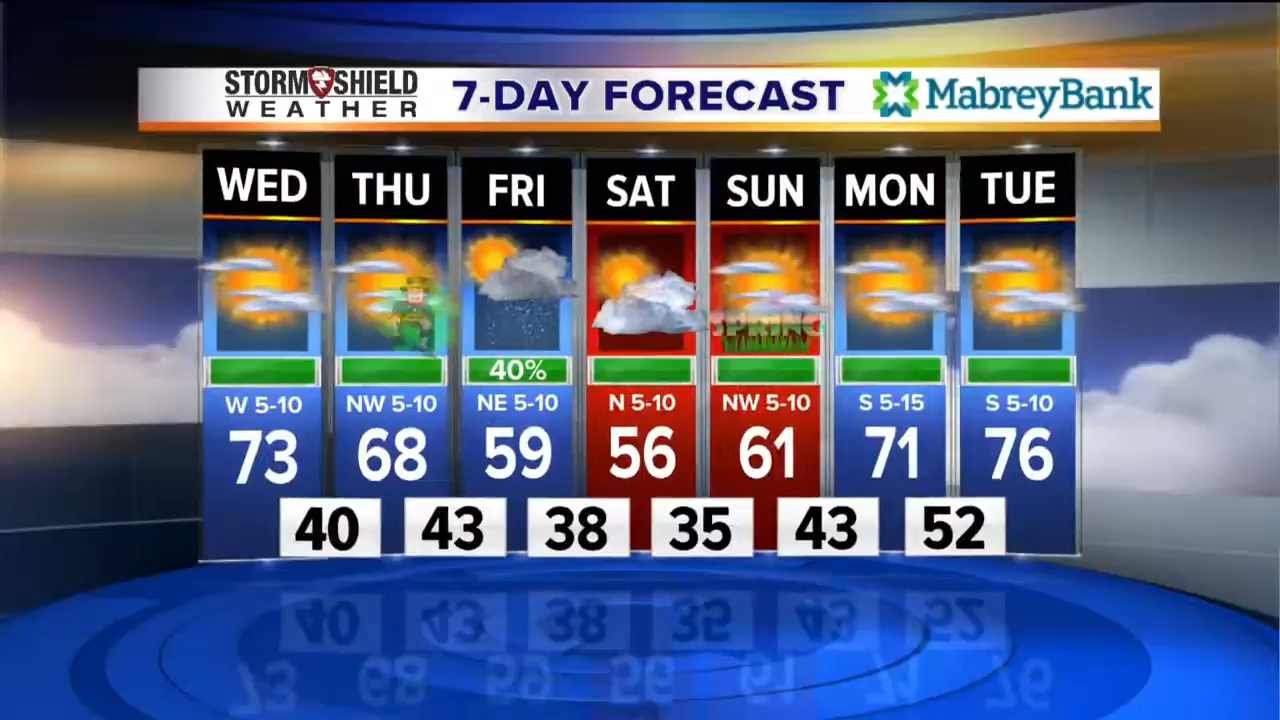 STORM SHIELD
WEATHER
7-DAY FORECAST
MabreyBank
WED THU FRI SAT SUN MON TUE
SPRING
40%
W 5-10 NW 5-10 NE 5-10 N 5-10 NW 5-10 S 5-15 S 5-10
73 68 59 56 61 71 76
40 43 38 35 43 52